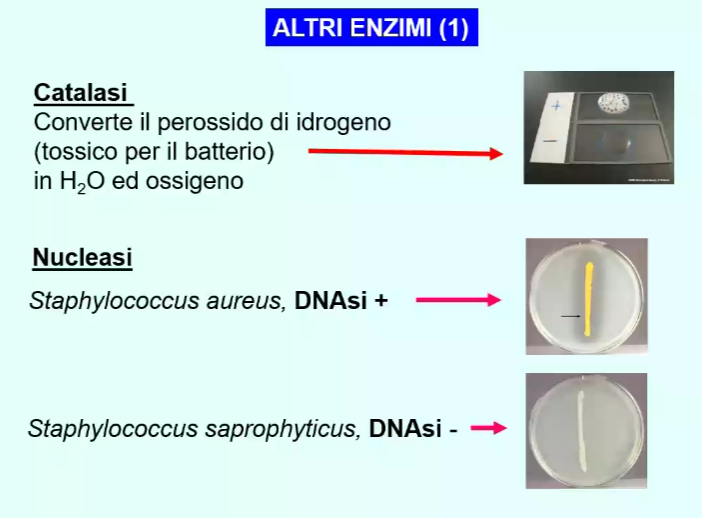 ALTRI ENZIMI (1)
Catalasi
Converte il perossido di idrogeno
(tossico per il batterio)
in H₂O ed ossigeno
+
–
Nucleasi
Staphylococcus aureus, DNAsi +
Staphylococcus saprophyticus, DNAsi -